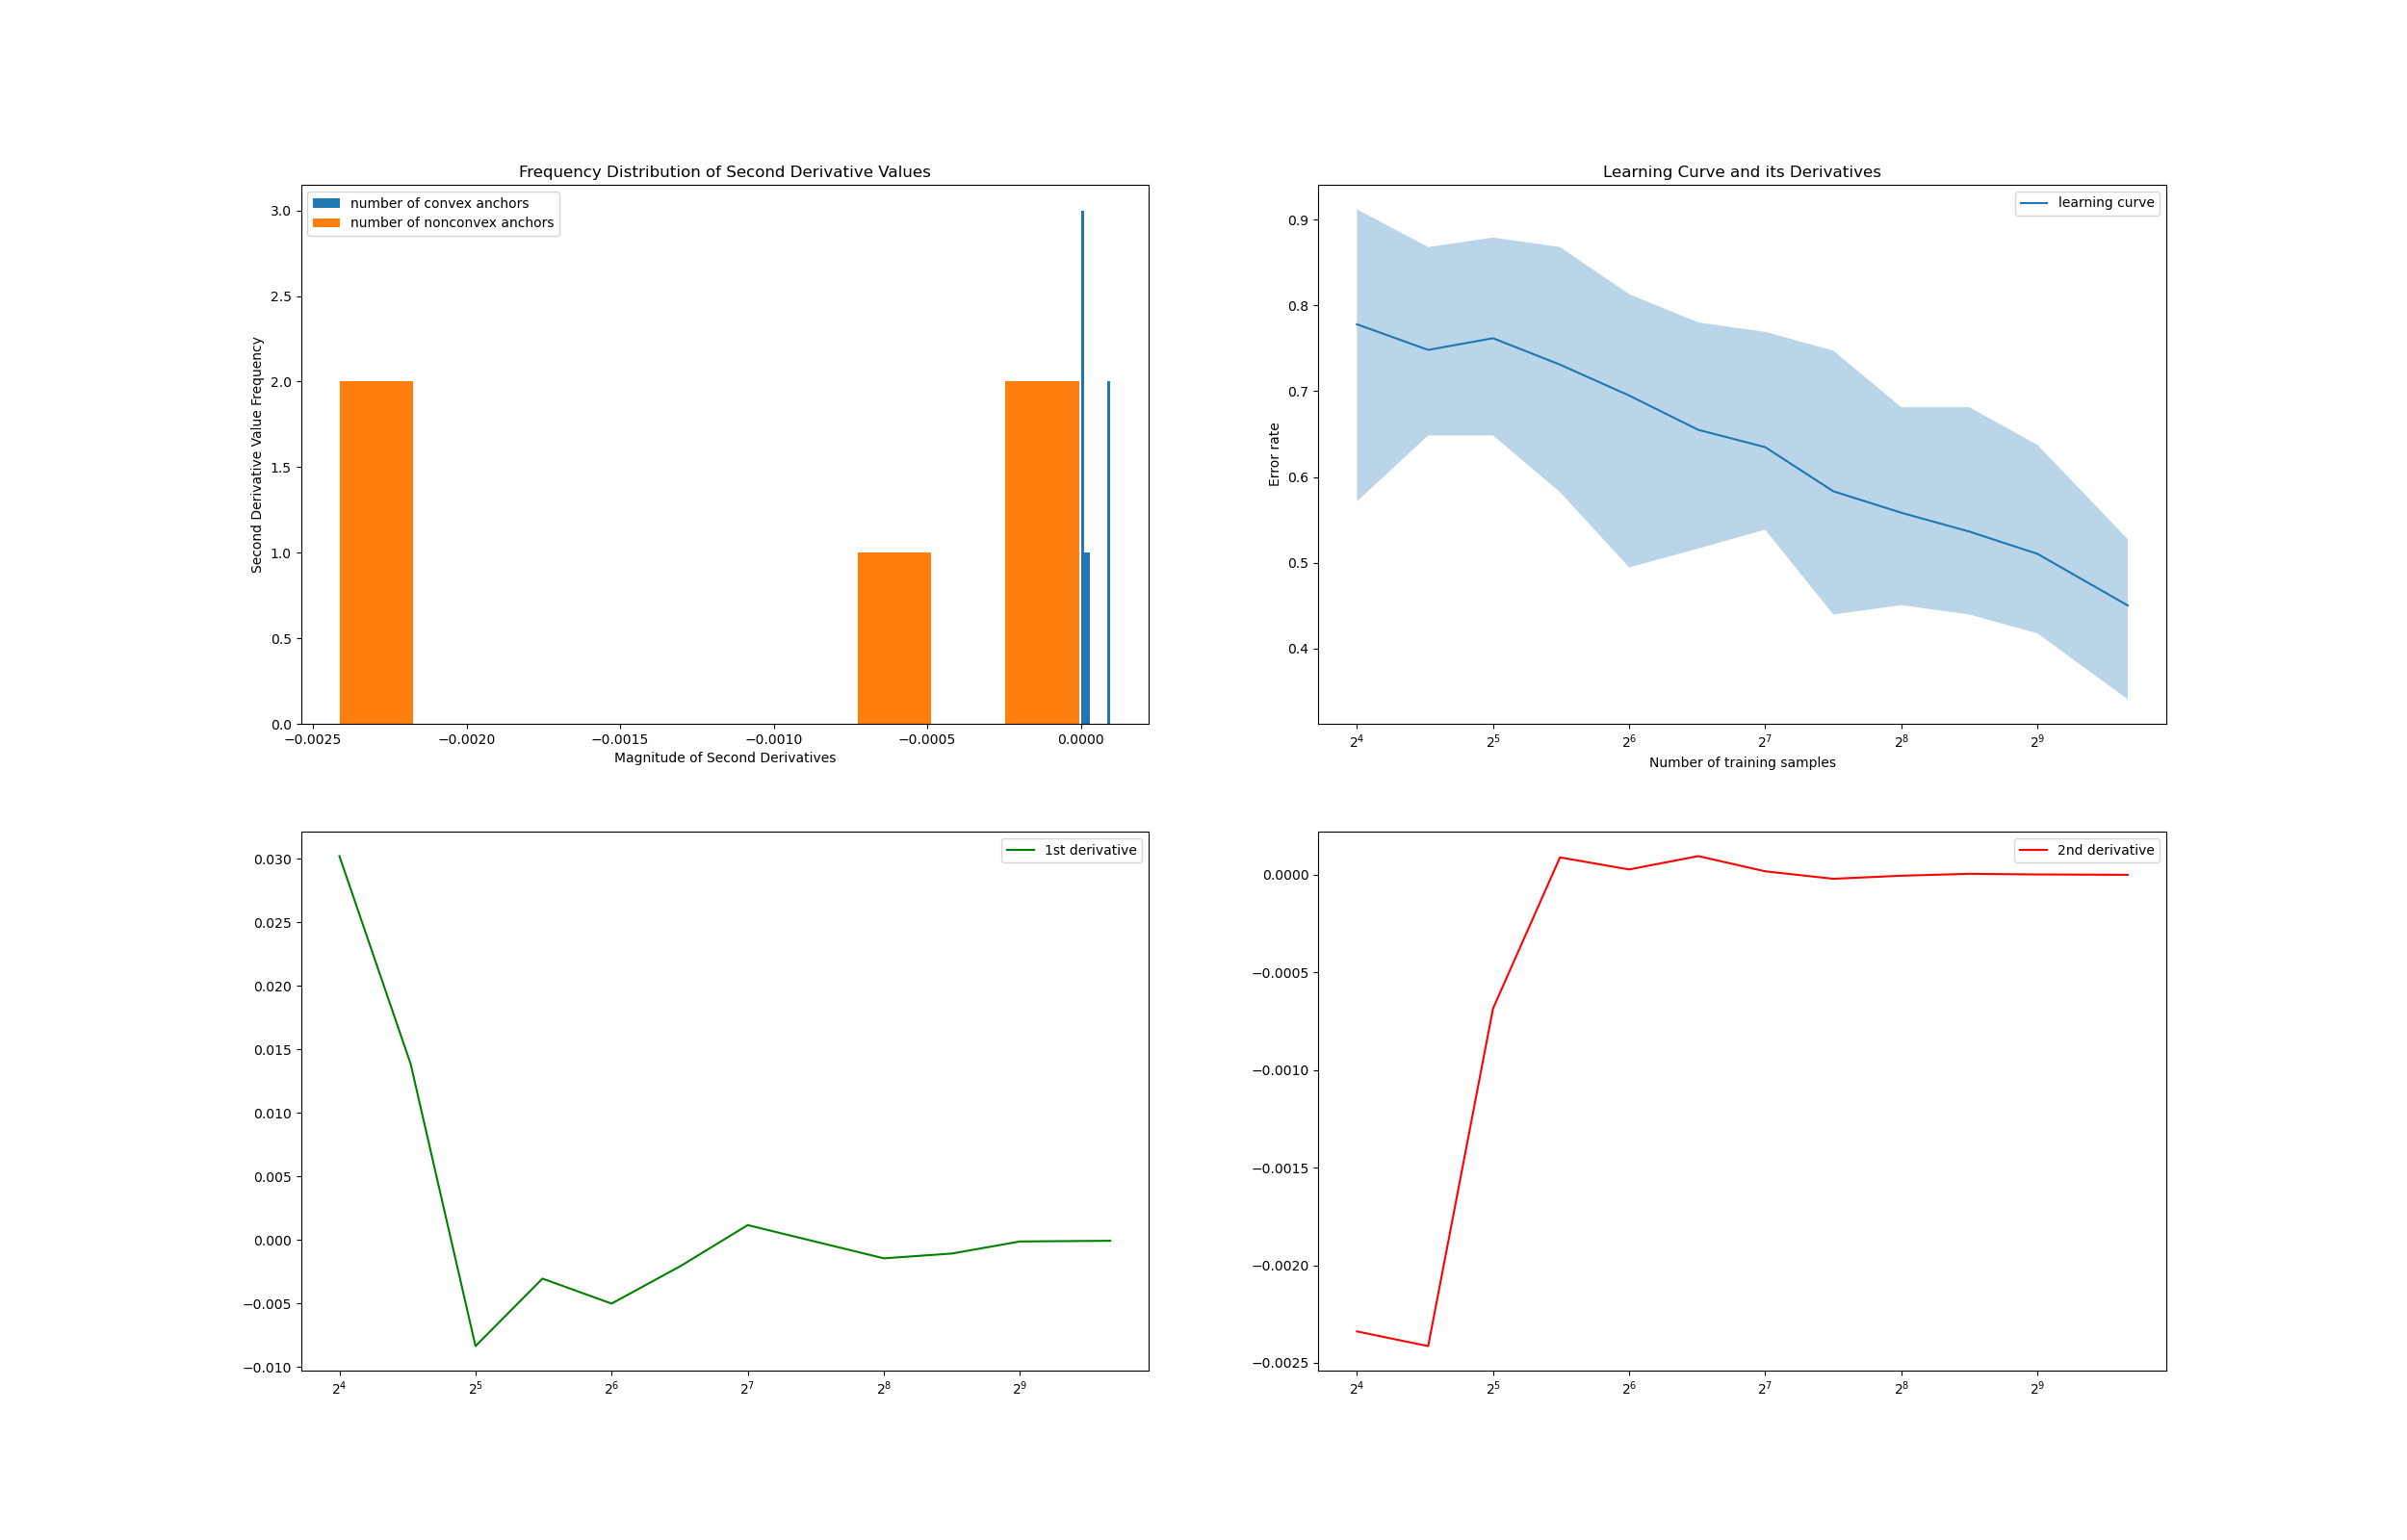 Frequency Distribution of Second Derivative Values
number of convex anchors
number of nonconvex anchors
3.0
2.5
2.0
1.5
1.0
0.5
0.0
Second Derivative Value Frequency
−0.0025 −0.0020 −0.0015 −0.0010 −0.0005 0.0000
Magnitude of Second Derivatives
Learning Curve and its Derivatives
learning curve
0.9
0.8
0.7
0.6
0.5
0.4
Error rate
2⁴ 2⁵ 2⁶ 2⁷ 2⁸ 2⁹
Number of training samples
1st derivative
0.030
0.025
0.020
0.015
0.010
0.005
0.000
−0.005
−0.010
2⁴ 2⁵ 2⁶ 2⁷ 2⁸ 2⁹
2nd derivative
0.0000
−0.0005
−0.0010
−0.0015
−0.0020
−0.0025
2⁴ 2⁵ 2⁶ 2⁷ 2⁸ 2⁹